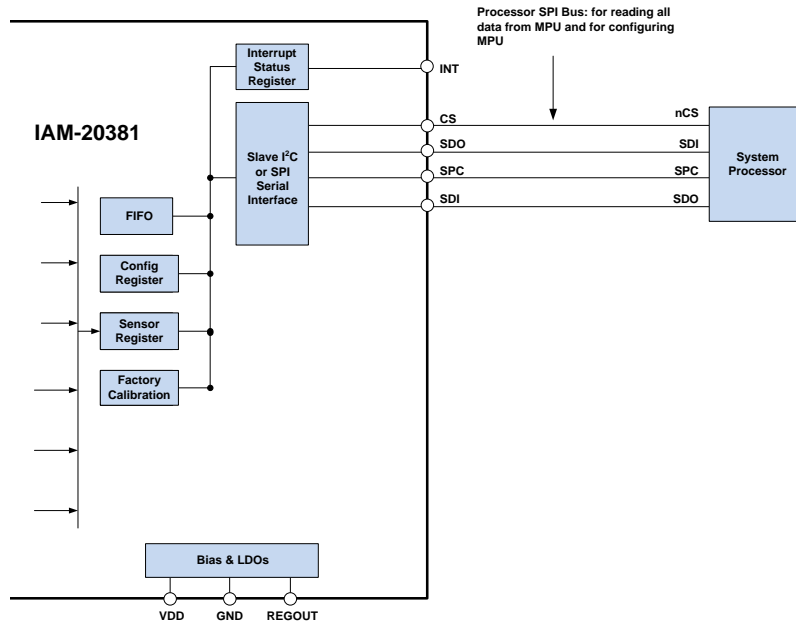 Processor SPI Bus: for reading all
data from MPU and for configuring
MPU
Interrupt
Status
Register
INT
IAM-20381
CS
nCS
SDO
SDI
Slave I²C
or SPI
Serial
Interface
System
Processor
SPC
SPC
SDI
SDO
FIFO
Config
Register
Sensor
Register
Factory
Calibration
Bias & LDOs
VDD
GND
REGOUT